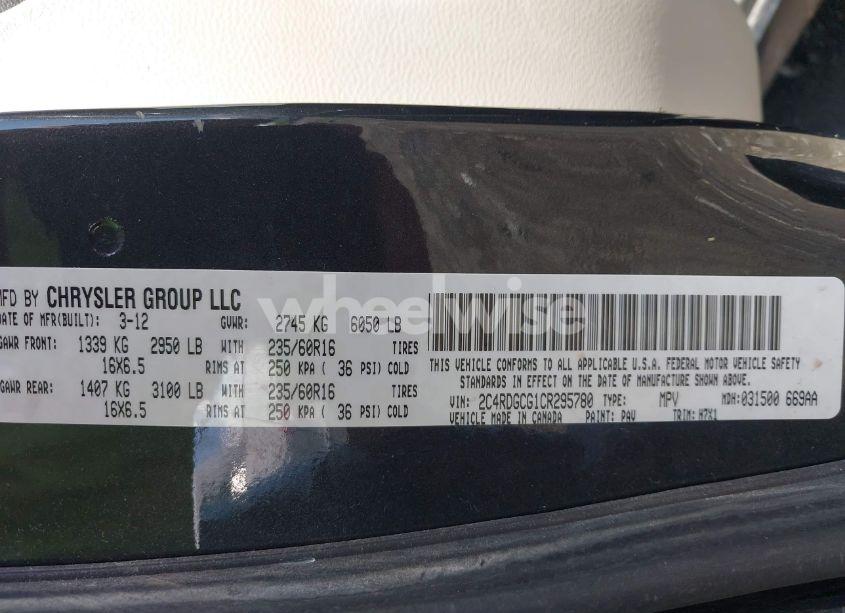 MFD BY CHRYSLER GROUP LLC
DATE OF MFR(BUILT): 3-12 GVWR: 2745 KG 6050 LB
GAWR FRONT: 1339 KG 2950 LB WITH 235/60R16 TIRES
16X6.5 RIMS AT 250 KPA ( 36 PSI) COLD
GAWR REAR: 1407 KG 3100 LB WITH 235/60R16 TIRES
16X6.5 RIMS AT 250 KPA ( 36 PSI) COLD
THIS VEHICLE CONFORMS TO ALL APPLICABLE U.S.A. FEDERAL MOTOR VEHICLE SAFETY
STANDARDS IN EFFECT ON THE DATE OF MANUFACTURE SHOWN ABOVE.
VIN: 2C4RDGCG1CR295780 TYPE: MPV MDH: 031500 669AA
VEHICLE MADE IN CANADA PAINT: PAV TRIM: H7X1
wheelwise